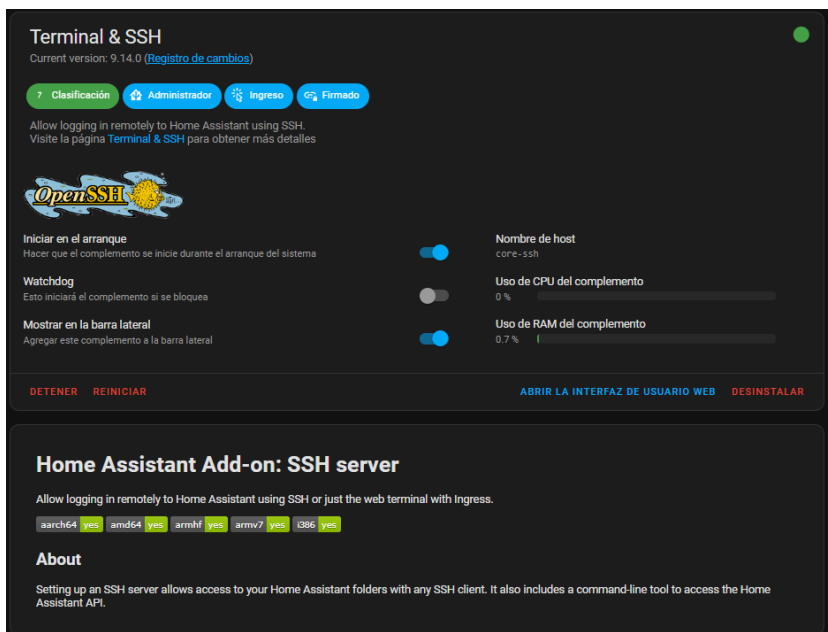 Terminal & SSH
Current version: 9.14.0 (Registro de cambios)
7 Clasificación Administrador Ingreso Firmado
Allow logging in remotely to Home Assistant using SSH.
Visite la página Terminal & SSH para obtener más detalles
OpenSSH
Iniciar en el arranque
Hacer que el complemento se inicie durante el arranque del sistema
Nombre de host
core-ssh
Watchdog
Esto iniciará el complemento si se bloquea
Uso de CPU del complemento
0 %
Mostrar en la barra lateral
Agregar este complemento a la barra lateral
Uso de RAM del complemento
0.7 %
DETENER REINICIAR ABRIR LA INTERFAZ DE USUARIO WEB DESINSTALAR
Home Assistant Add-on: SSH server
Allow logging in remotely to Home Assistant using SSH or just the web terminal with Ingress.
aarch64 yes amd64 yes armhf yes armv7 yes i386 yes
About
Setting up an SSH server allows access to your Home Assistant folders with any SSH client. It also includes a command-line tool to access the Home
Assistant API.